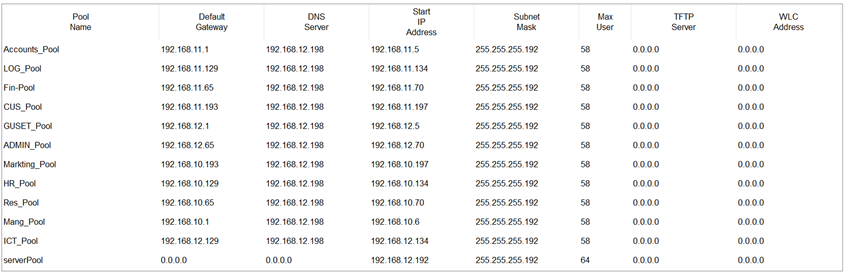 Pool Name	Default Gateway	DNS Server	Start IP Address	Subnet Mask	Max User	TFTP Server	WLC Address
Accounts_Pool	192.168.11.1	192.168.12.198	192.168.11.5	255.255.255.192	58	0.0.0.0	0.0.0.0
LOG_Pool	192.168.11.129	192.168.12.198	192.168.11.134	255.255.255.192	58	0.0.0.0	0.0.0.0
Fin-Pool	192.168.11.65	192.168.12.198	192.168.11.70	255.255.255.192	58	0.0.0.0	0.0.0.0
CUS_Pool	192.168.11.193	192.168.12.198	192.168.11.197	255.255.255.192	58	0.0.0.0	0.0.0.0
GUSET_Pool	192.168.12.1	192.168.12.198	192.168.12.5	255.255.255.192	58	0.0.0.0	0.0.0.0
ADMIN_Pool	192.168.12.65	192.168.12.198	192.168.12.70	255.255.255.192	58	0.0.0.0	0.0.0.0
Markting_Pool	192.168.10.193	192.168.12.198	192.168.10.197	255.255.255.192	58	0.0.0.0	0.0.0.0
HR_Pool	192.168.10.129	192.168.12.198	192.168.10.134	255.255.255.192	58	0.0.0.0	0.0.0.0
Res_Pool	192.168.10.65	192.168.12.198	192.168.10.70	255.255.255.192	58	0.0.0.0	0.0.0.0
Mang_Pool	192.168.10.1	192.168.12.198	192.168.10.6	255.255.255.192	58	0.0.0.0	0.0.0.0
ICT_Pool	192.168.12.129	192.168.12.198	192.168.12.134	255.255.255.192	58	0.0.0.0	0.0.0.0
serverPool	0.0.0.0	0.0.0.0	192.168.12.192	255.255.255.192	64	0.0.0.0	0.0.0.0